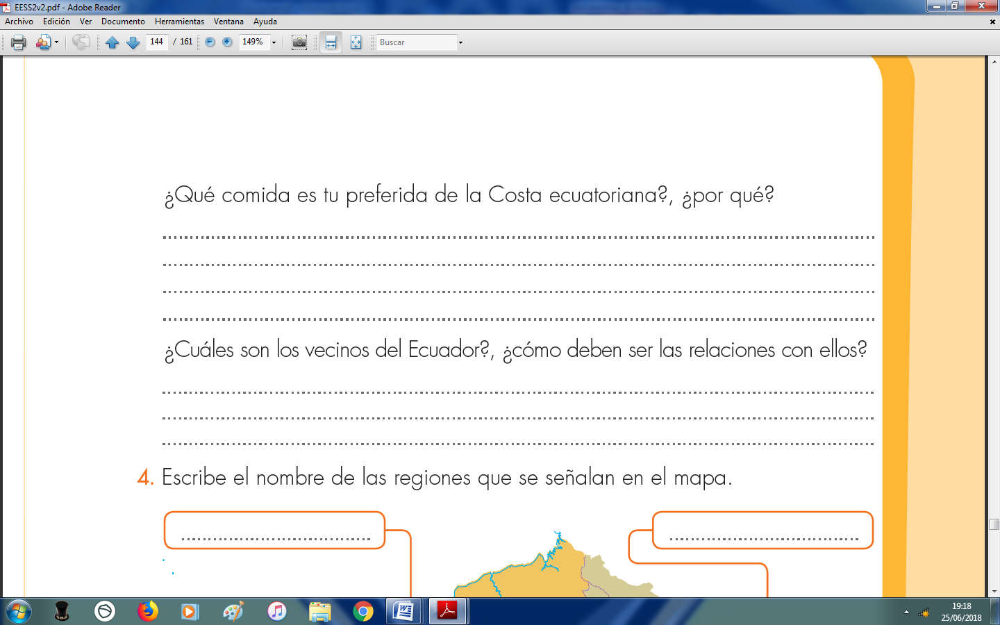 EESS2v2.pdf - Adobe Reader
Archivo Edición Ver Documento Herramientas Ventana Ayuda
144 / 161 149% Buscar
¿Qué comida es tu preferida de la Costa ecuatoriana?, ¿por qué?
¿Cuáles son los vecinos del Ecuador?, ¿cómo deben ser las relaciones con ellos?
4. Escribe el nombre de las regiones que se señalan en el mapa.
19:18
25/06/2018